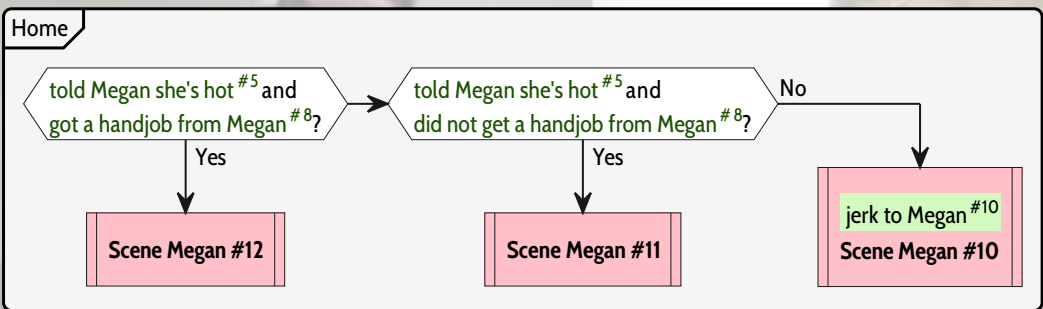 Home
told Megan she's hot #5 and
got a handjob from Megan #8?
told Megan she's hot #5 and
did not get a handjob from Megan #8?
No
Yes
Yes
Scene Megan #12
Scene Megan #11
jerk to Megan #10
Scene Megan #10